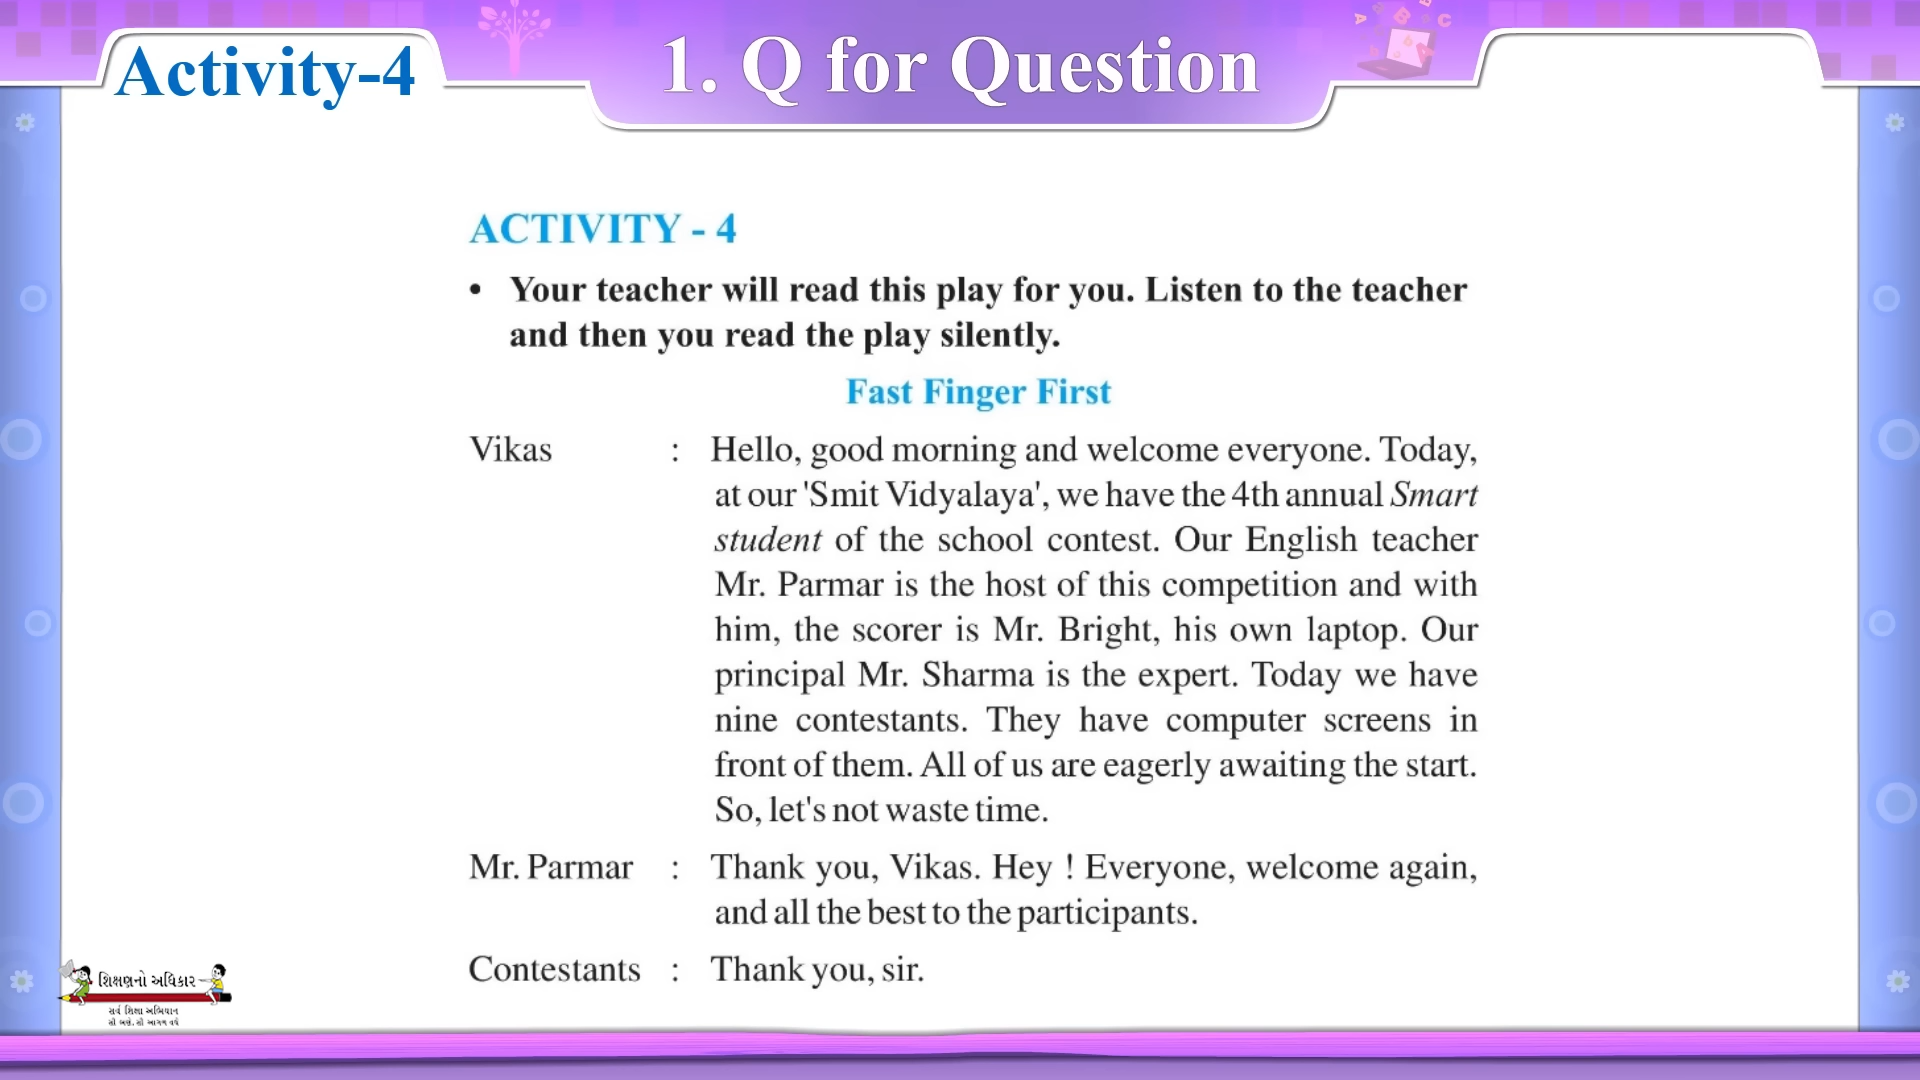 Activity-4
1. Q for Question
ACTIVITY - 4
• Your teacher will read this play for you. Listen to the teacher
and then you read the play silently.
Fast Finger First
Vikas : Hello, good morning and welcome everyone. Today,
at our 'Smit Vidyalaya', we have the 4th annual Smart
student of the school contest. Our English teacher
Mr. Parmar is the host of this competition and with
him, the scorer is Mr. Bright, his own laptop. Our
principal Mr. Sharma is the expert. Today we have
nine contestants. They have computer screens in
front of them. All of us are eagerly awaiting the start.
So, let's not waste time.
Mr. Parmar : Thank you, Vikas. Hey ! Everyone, welcome again,
and all the best to the participants.
Contestants : Thank you, sir.
શિક્ષણનો અધિકાર
સર્વ શિક્ષા અભિયાન
સૌ ભણે, સૌ આગળ વધે